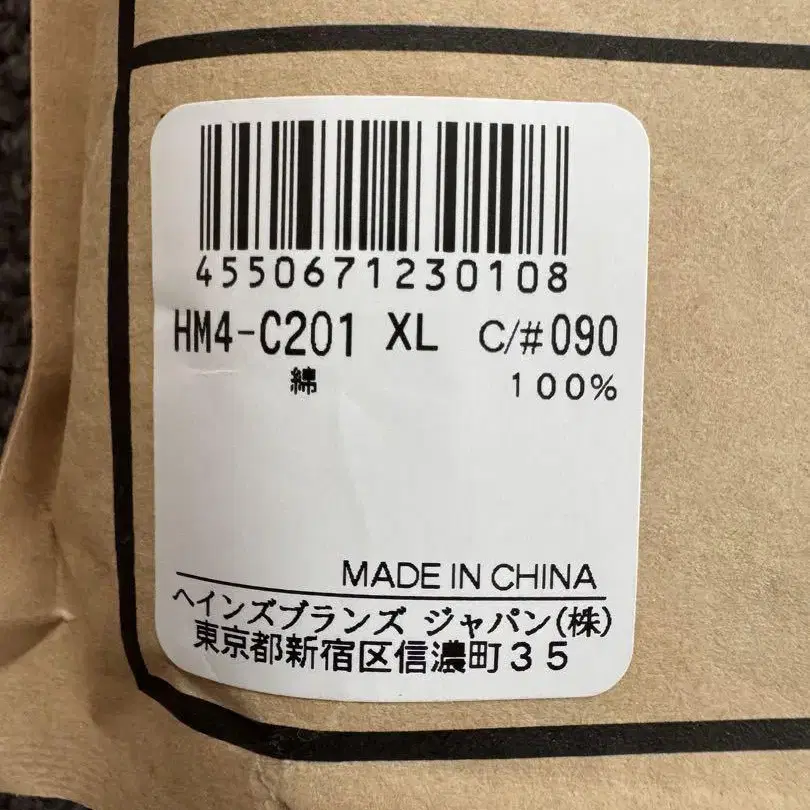 4550671230108
HM4-C201 XL C/#090
綿 100%
MADE IN CHINA
ヘインズブランズ ジャパン(株)
東京都新宿区信濃町35